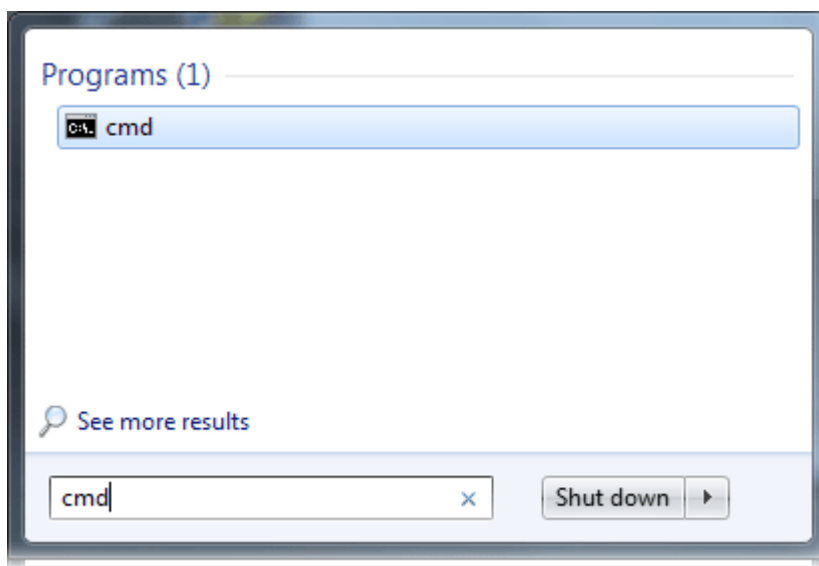 Programs (1)
C:\.
cmd
See more results
cmd
Shut down